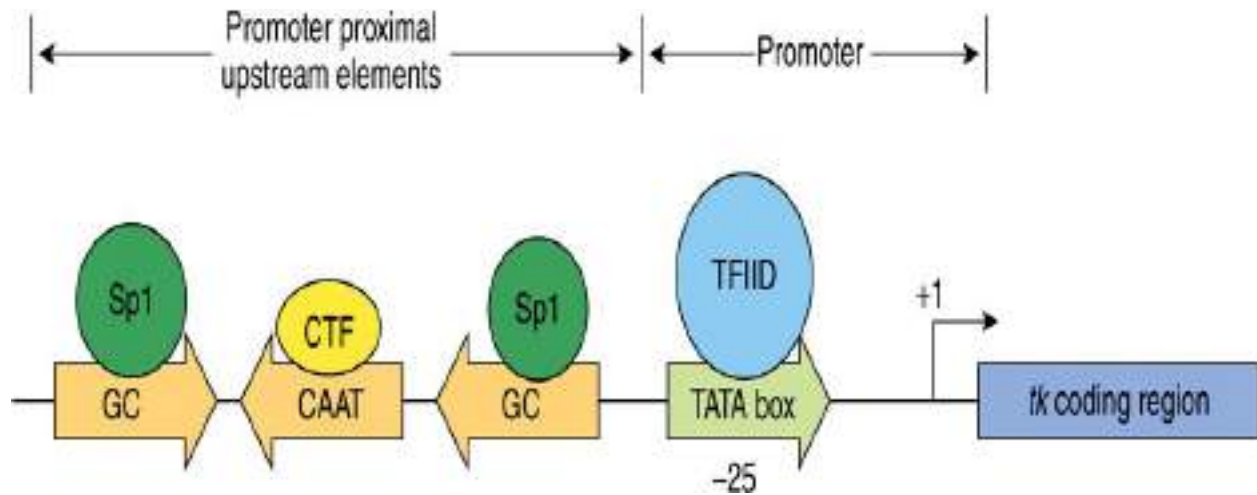 Promoter proximal
upstream elements
Promoter
Sp1
CTF
Sp1
TFIID
+1
GC
CAAT
GC
TATA box
tk coding region
–25